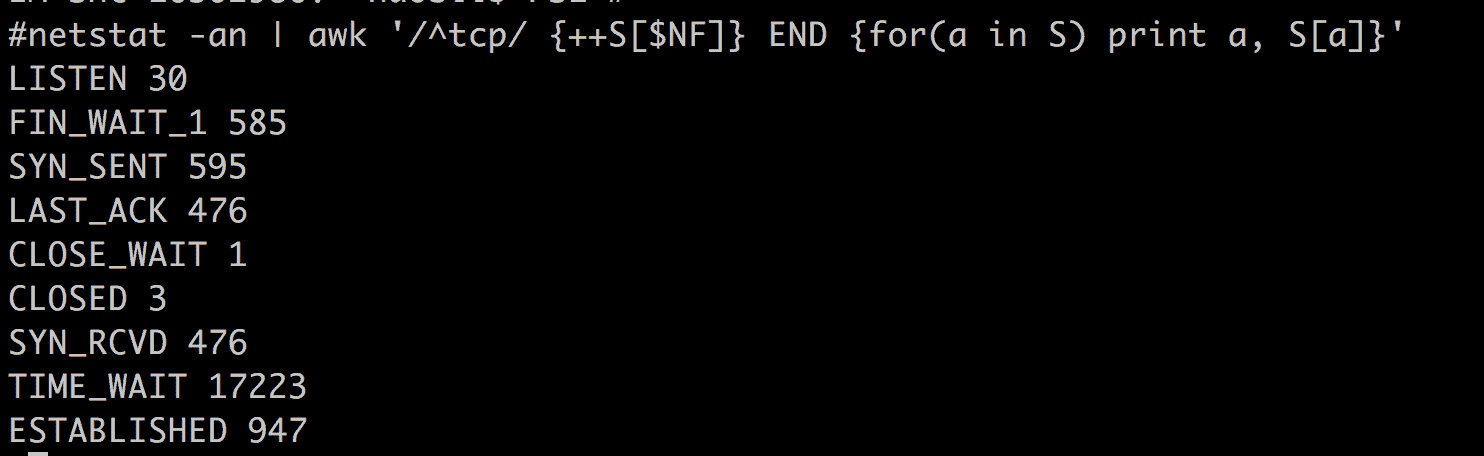 #netstat -an | awk '/^tcp/ {++S[$NF]} END {for(a in S) print a, S[a]}'
LISTEN 30
FIN_WAIT_1 585
SYN_SENT 595
LAST_ACK 476
CLOSE_WAIT 1
CLOSED 3
SYN_RCVD 476
TIME_WAIT 17223
ESTABLISHED 947